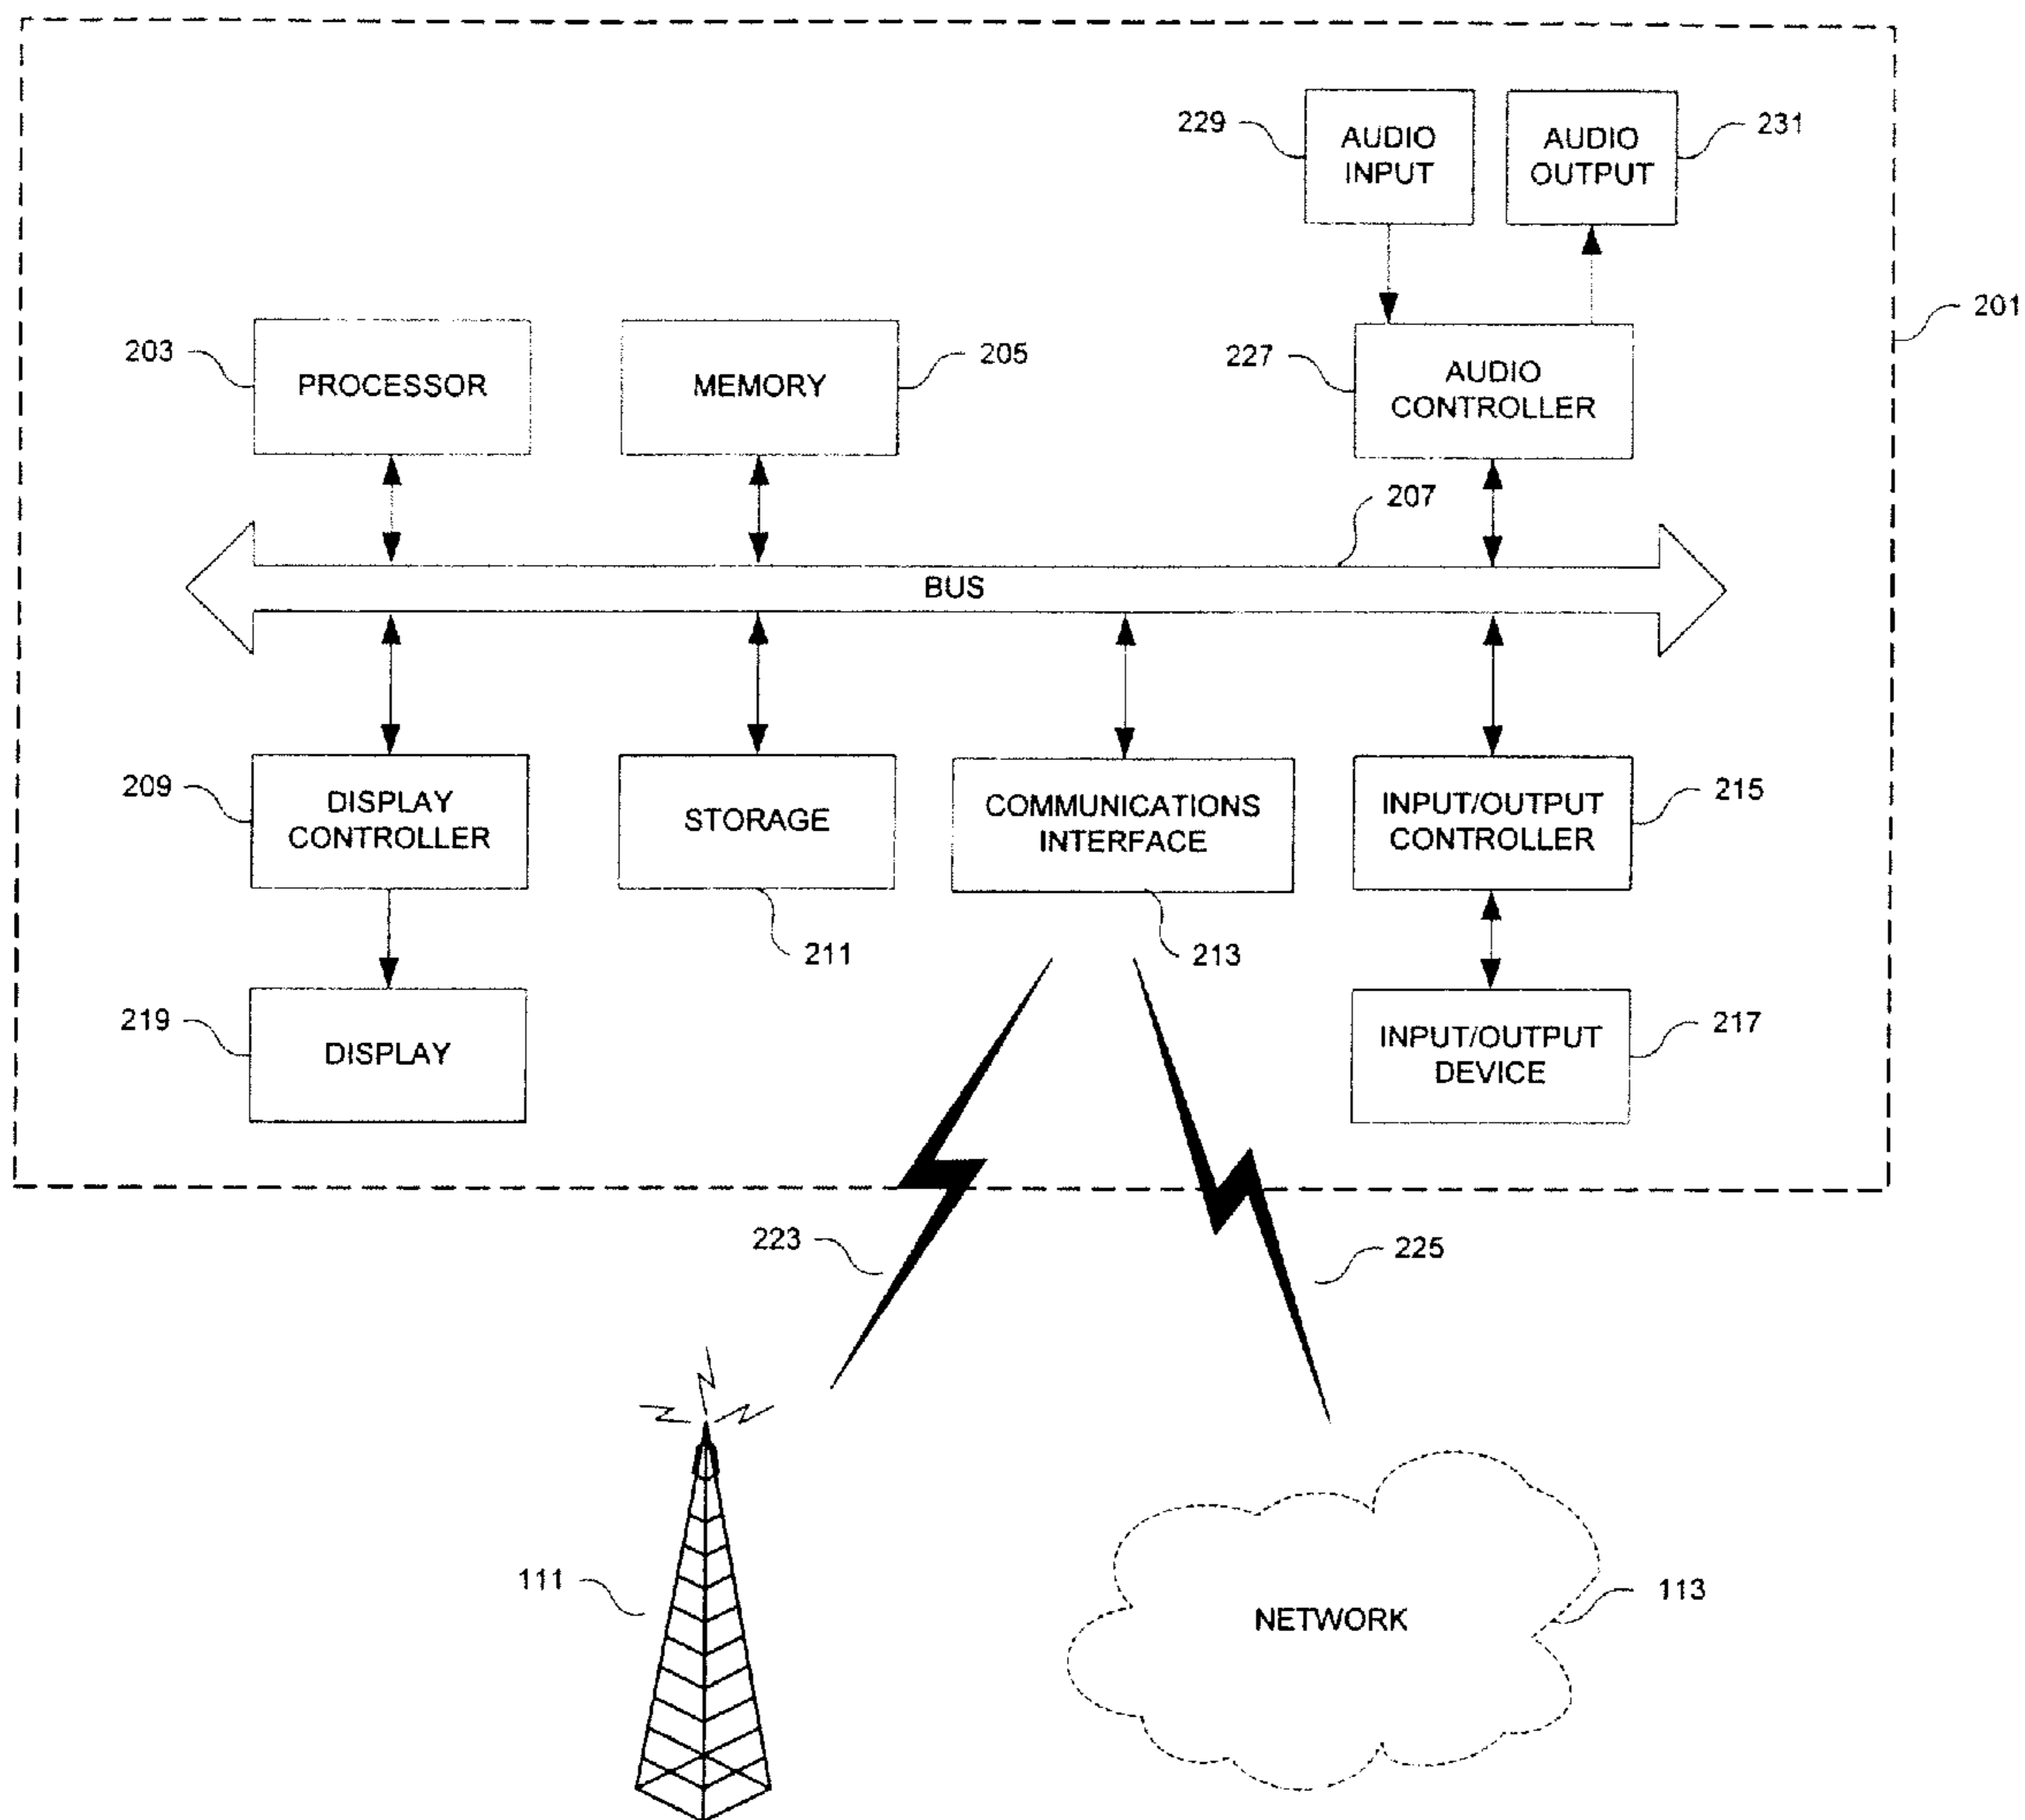 229
AUDIO
INPUT
AUDIO
OUTPUT
231
201
203
PROCESSOR
MEMORY
205
227
AUDIO
CONTROLLER
207
BUS
209
DISPLAY
CONTROLLER
STORAGE
COMMUNICATIONS
INTERFACE
INPUT/OUTPUT
CONTROLLER
215
211
213
219
DISPLAY
INPUT/OUTPUT
DEVICE
217
223
225
111
NETWORK
113